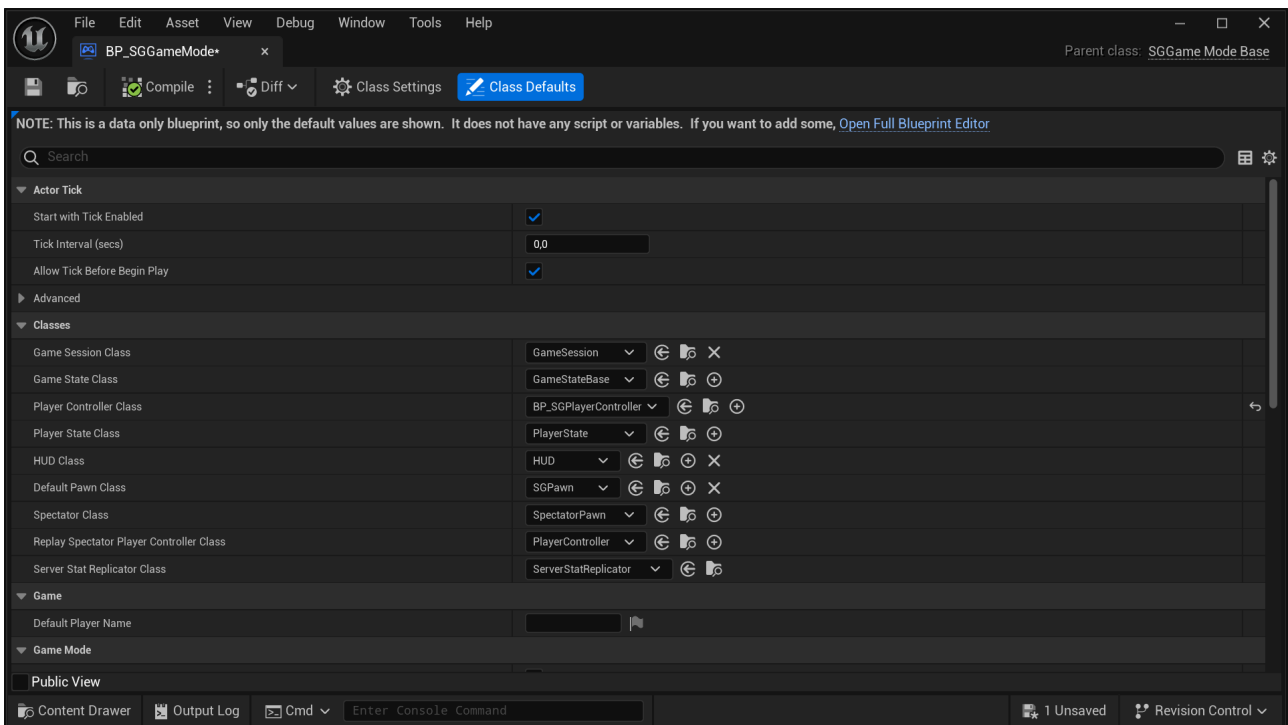 File Edit Asset View Debug Window Tools Help
BP_SGGameMode*
Parent class: SGGame Mode Base
Compile Diff Class Settings Class Defaults
NOTE: This is a data only blueprint, so only the default values are shown. It does not have any script or variables. If you want to add some, Open Full Blueprint Editor
Search
Actor Tick
Start with Tick Enabled
Tick Interval (secs) 0,0
Allow Tick Before Begin Play
Advanced
Classes
Game Session Class GameSession
Game State Class GameStateBase
Player Controller Class BP_SGPlayerController
Player State Class PlayerState
HUD Class HUD
Default Pawn Class SGPawn
Spectator Class SpectatorPawn
Replay Spectator Player Controller Class PlayerController
Server Stat Replicator Class ServerStatReplicator
Game
Default Player Name
Game Mode
Public View
Content Drawer Output Log Cmd Enter Console Command 1 Unsaved Revision Control